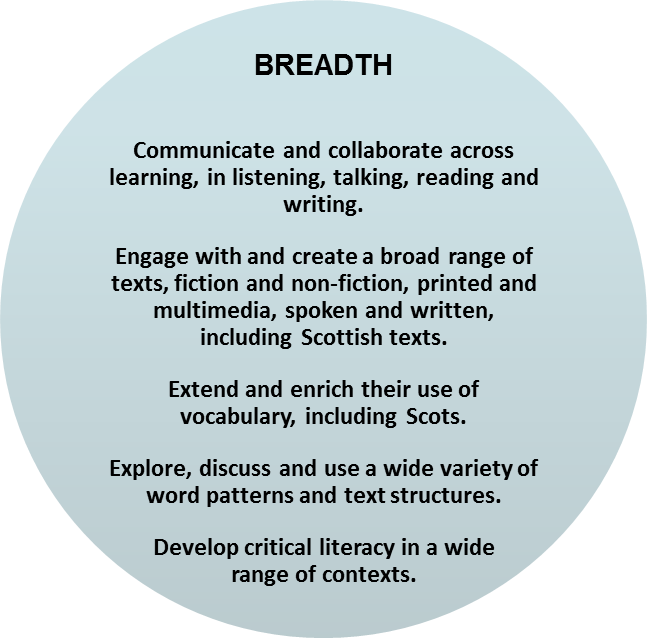 BREADTH
Communicate and collaborate across
learning, in listening, talking, reading and
writing.
Engage with and create a broad range of
texts, fiction and non-fiction, printed and
multimedia, spoken and written,
including Scottish texts.
Extend and enrich their use of
vocabulary, including Scots.
Explore, discuss and use a wide variety of
word patterns and text structures.
Develop critical literacy in a wide
range of contexts.